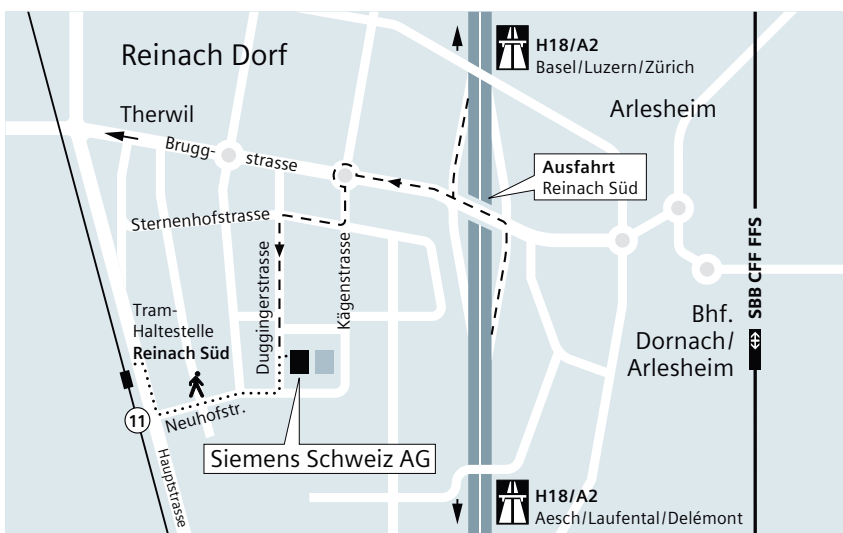 Reinach Dorf
H18/A2
Basel/Luzern/Zürich
Therwil
Arlesheim
Brugg-
strasse
Ausfahrt
Reinach Süd
Sternenhofstrasse
Duggingerstrasse
Kägenstrasse
SBB CFF FFS
Tram-
Haltestelle
Reinach Süd
Bhf.
Dornach/
Arlesheim
11
Neuhofstr.
Hauptstrasse
Siemens Schweiz AG
H18/A2
Aesch/Laufental/Delémont